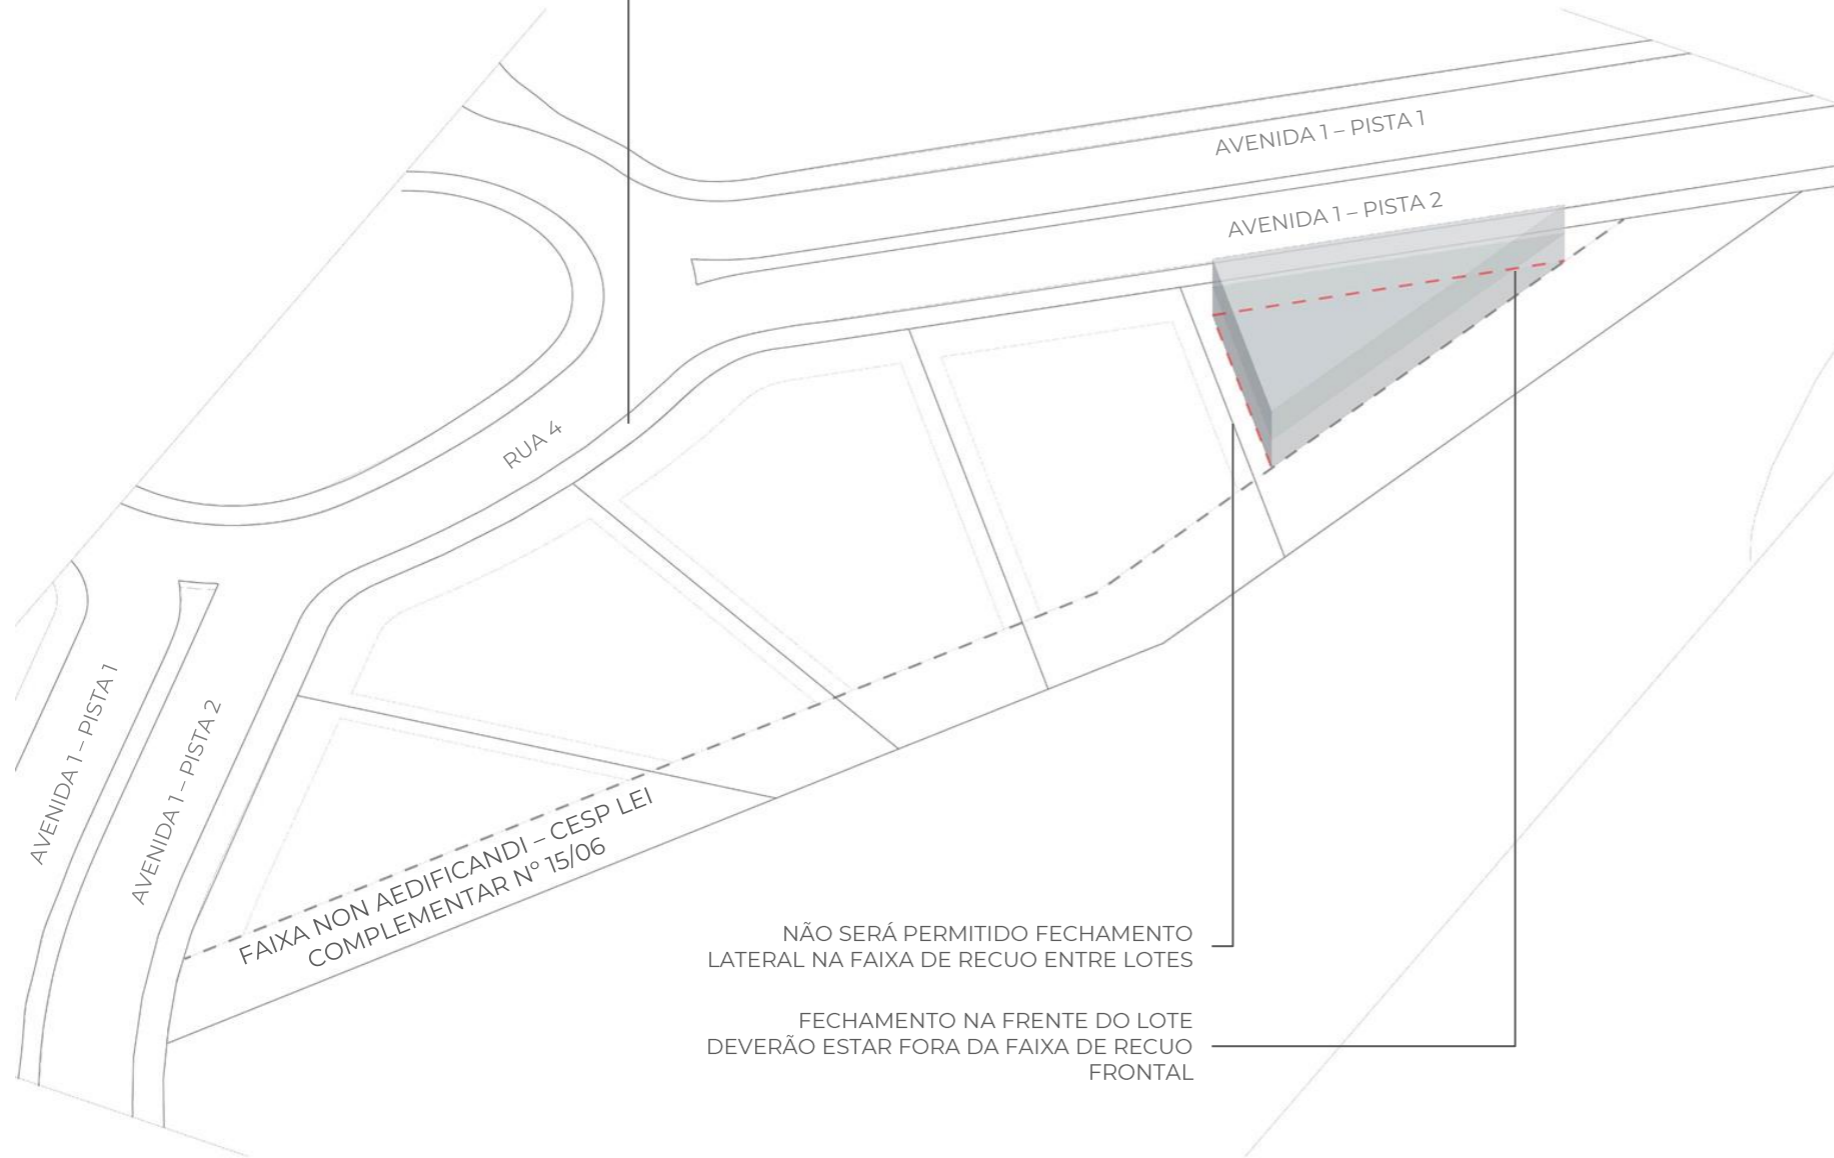 AVENIDA 1 – PISTA 1
AVENIDA 1 – PISTA 2
RUA 4
AVENIDA 1 – PISTA 1
AVENIDA 1 – PISTA 2
FAIXA NON AEDIFICANDI – CESP LEI
COMPLEMENTAR Nº 15/06
NÃO SERÁ PERMITIDO FECHAMENTO
LATERAL NA FAIXA DE RECUO ENTRE LOTES
FECHAMENTO NA FRENTE DO LOTE
DEVERÃO ESTAR FORA DA FAIXA DE RECUO
FRONTAL